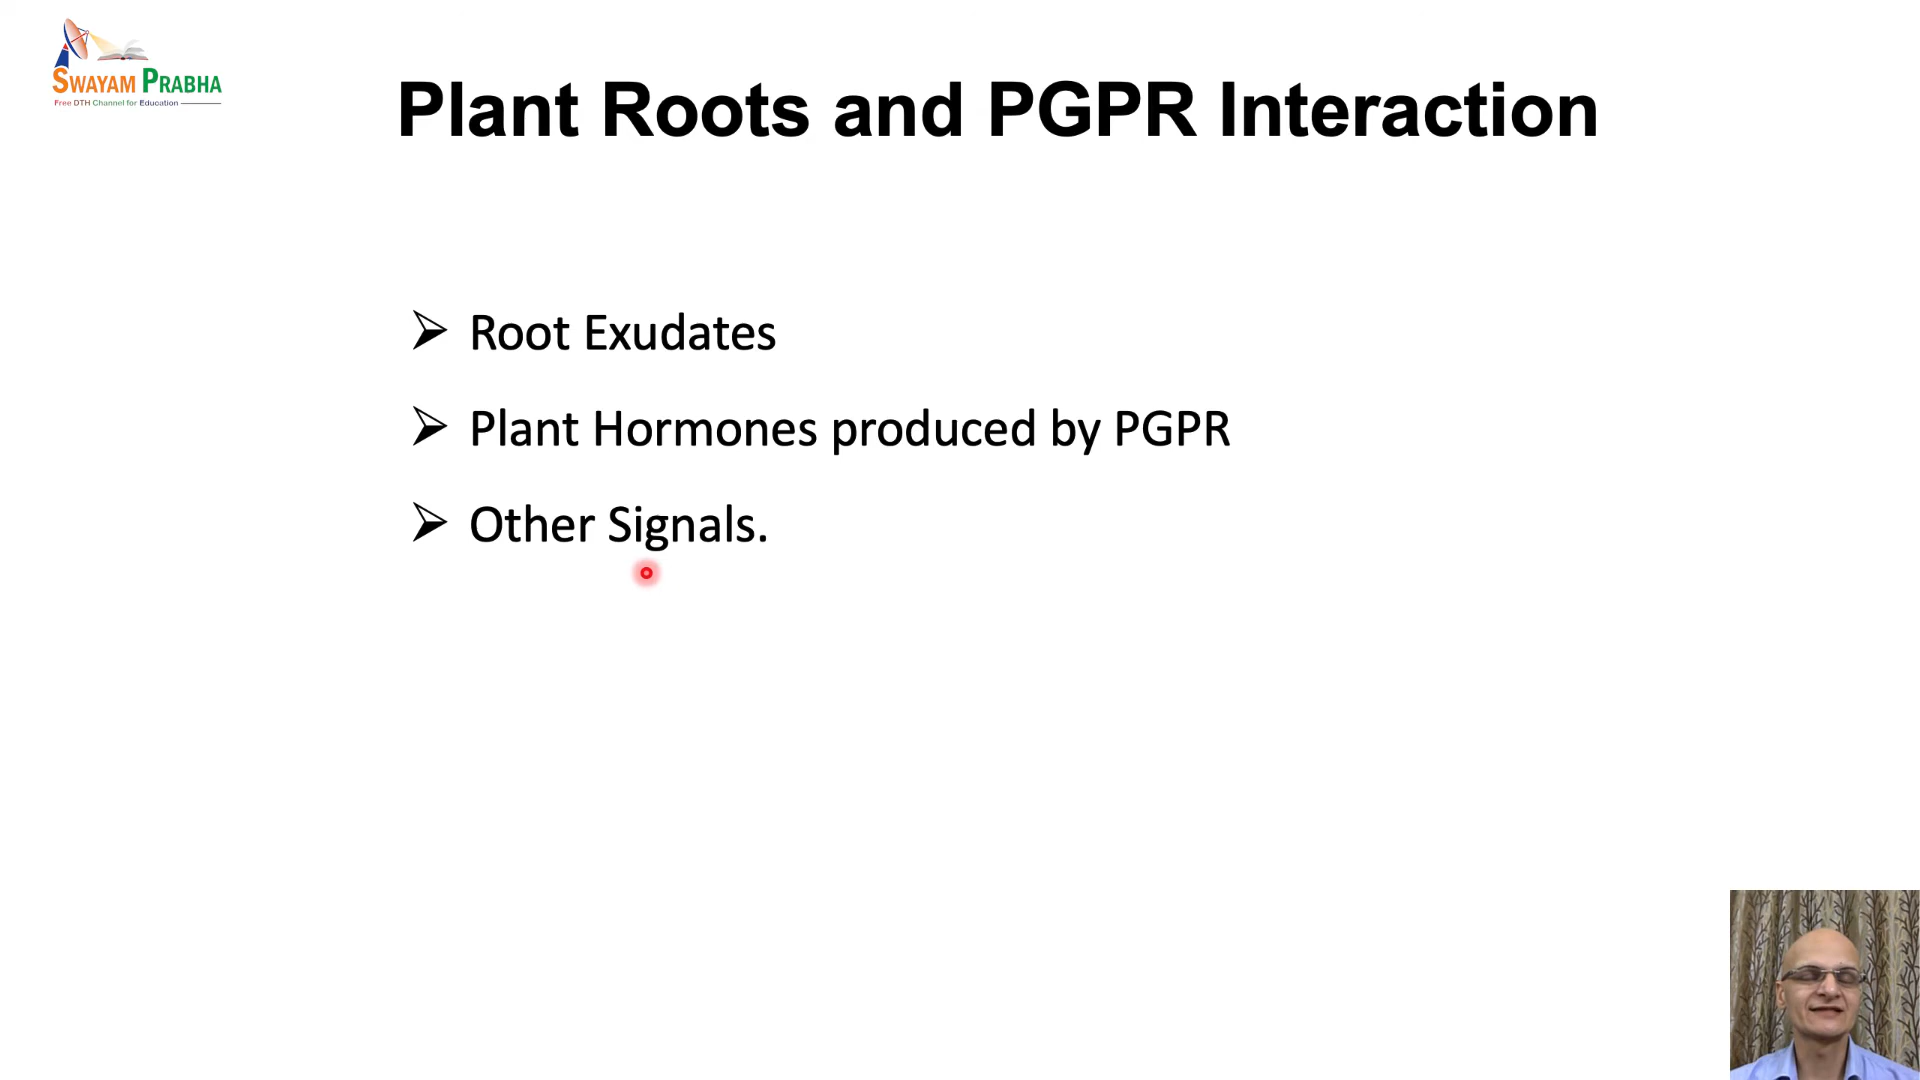 SWAYAM PRABHA
Free DTH Channel for Education
Plant Roots and PGPR Interaction
Root Exudates
Plant Hormones produced by PGPR
Other Signals.